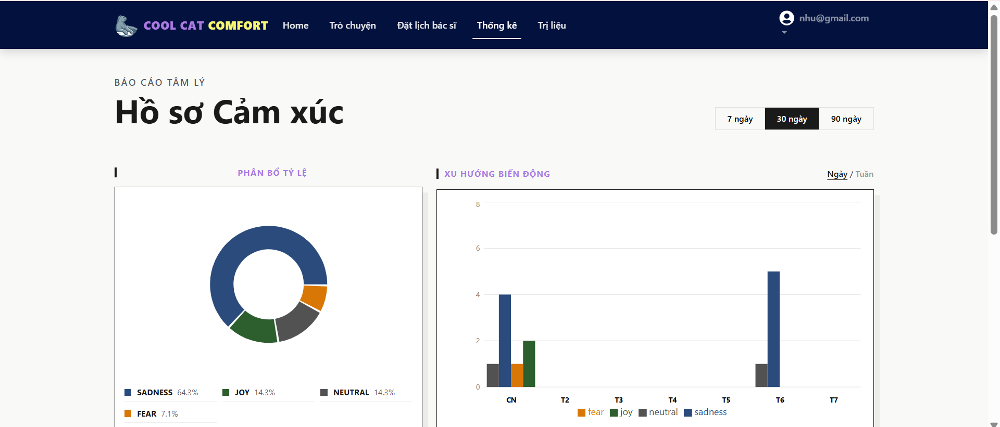 COOL CAT COMFORT Home Trò chuyện Đặt lịch bác sĩ Thống kê Trị liệu nhu@gmail.com
BÁO CÁO TÂM LÝ
Hồ sơ Cảm xúc
7 ngày 30 ngày 90 ngày
PHÂN BỔ TỶ LỆ
SADNESS 64.3% JOY 14.3% NEUTRAL 14.3%
FEAR 7.1%
XU HƯỚNG BIẾN ĐỘNG Ngày / Tuần
8
6
4
2
0
CN T2 T3 T4 T5 T6 T7
fear joy neutral sadness